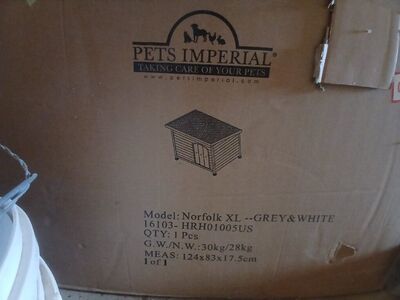 PETS IMPERIAL®
TAKING CARE OF YOUR PETS
www.petsimperial.com
Model: Norfolk XL --GREY&WHITE
16103- HRH01005US
QTY: 1 Pcs
G.W./N.W.:30kg/28kg
MEAS: 124x83x17.5cm
1 of 1